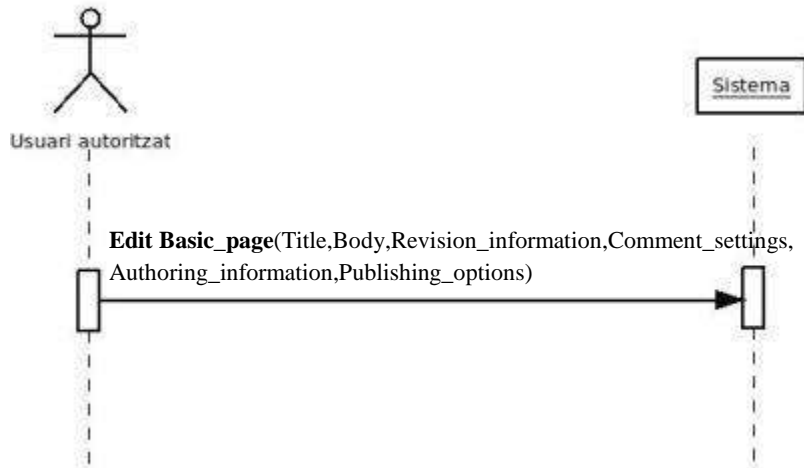 Sistema
Usuari autoritzat
Edit Basic_page(Title,Body,Revision_information,Comment_settings,
Authoring_information,Publishing_options)